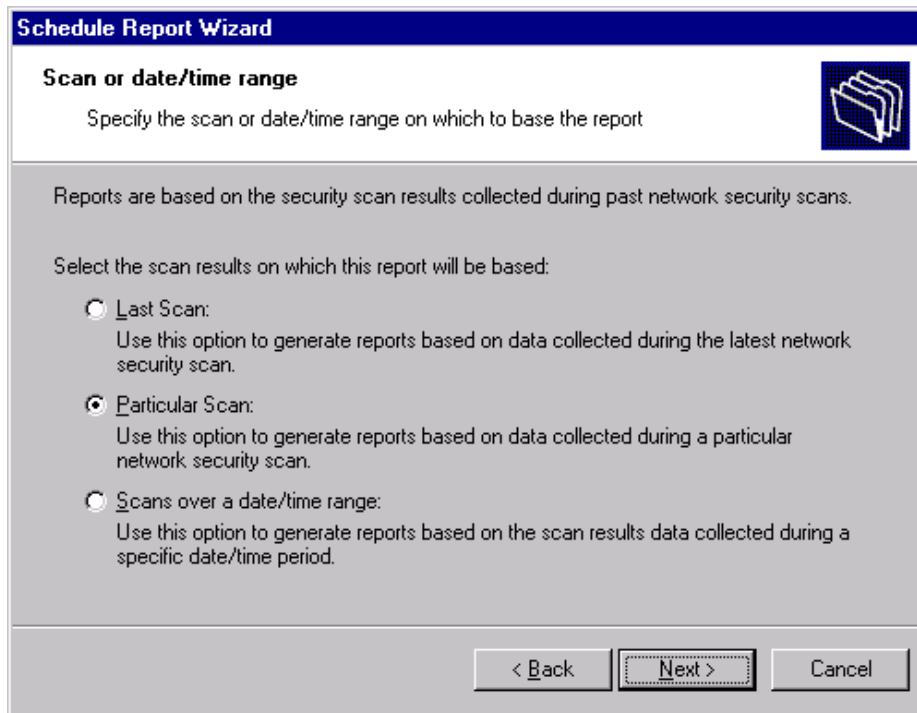 Schedule Report Wizard
Scan or date/time range
Specify the scan or date/time range on which to base the report
Reports are based on the security scan results collected during past network security scans.
Select the scan results on which this report will be based:
Last Scan:
Use this option to generate reports based on data collected during the latest network
security scan.
Particular Scan:
Use this option to generate reports based on data collected during a particular
network security scan.
Scans over a date/time range:
Use this option to generate reports based on the scan results data collected during a
specific date/time period.
< Back
Next >
Cancel